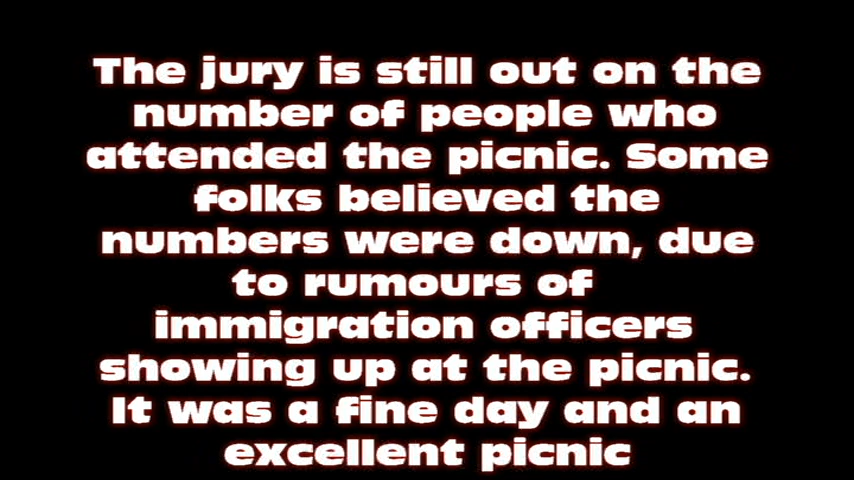 The jury is still out on the
number of people who
attended the picnic. Some
folks believed the
numbers were down, due
to rumours of
immigration officers
showing up at the picnic.
It was a fine day and an
excellent picnic